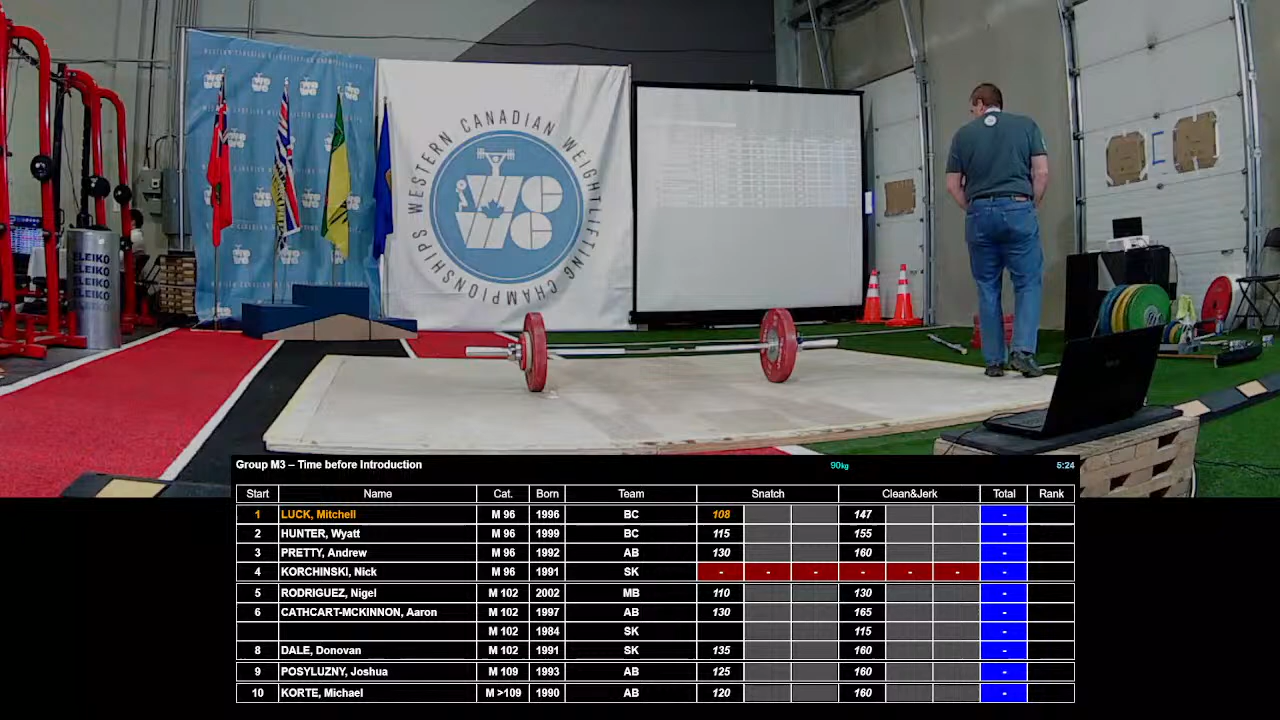 WESTERN CANADIAN WEIGHTLIFTING CHAMPIONSHIPS
WC
WC
ELEIKO
ELEIKO
ELEIKO
ELEIKO
Group M3 – Time before Introduction 90kg 5:24
Start Name Cat. Born Team Snatch Clean&Jerk Total Rank
1 LUCK, Mitchell M 96 1996 BC 108 147 -
2 HUNTER, Wyatt M 96 1999 BC 115 155 -
3 PRETTY, Andrew M 96 1992 AB 130 160 -
4 KORCHINSKI, Nick M 96 1991 SK - - - - - - -
5 RODRIGUEZ, Nigel M 102 2002 MB 110 130 -
6 CATHCART-MCKINNON, Aaron M 102 1997 AB 130 165 -
M 102 1984 SK 115 -
8 DALE, Donovan M 102 1991 SK 135 160 -
9 POSYLUZNY, Joshua M 109 1993 AB 125 160 -
10 KORTE, Michael M >109 1990 AB 120 160 -